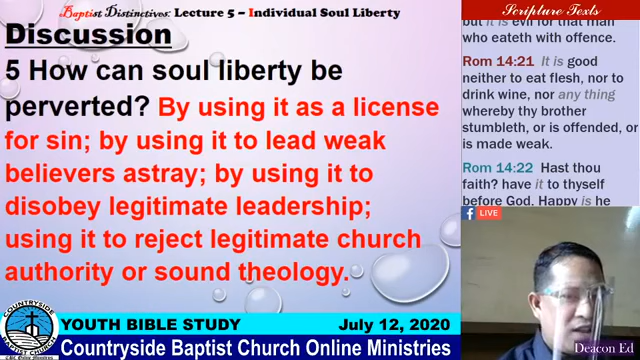 Baptist Distinctives: Lecture 5 – Individual Soul Liberty
Discussion
5 How can soul liberty be
perverted? By using it as a license
for sin; by using it to lead weak
believers astray; by using it to
disobey legitimate leadership;
using it to reject legitimate church
authority or sound theology.
Scripture Texts
but it is evil for that man
who eateth with offence.
Rom 14:21 It is good
neither to eat flesh, nor to
drink wine, nor any thing
whereby thy brother
stumbleth, or is offended, or
is made weak.
Rom 14:22 Hast thou
faith? have it to thyself
before God. Happy is he
LIVE
Deacon Ed
COUNTRYSIDE
BAPTIST CHURCH
CBC Online Ministries
YOUTH BIBLE STUDY July 12, 2020
Countryside Baptist Church Online Ministries